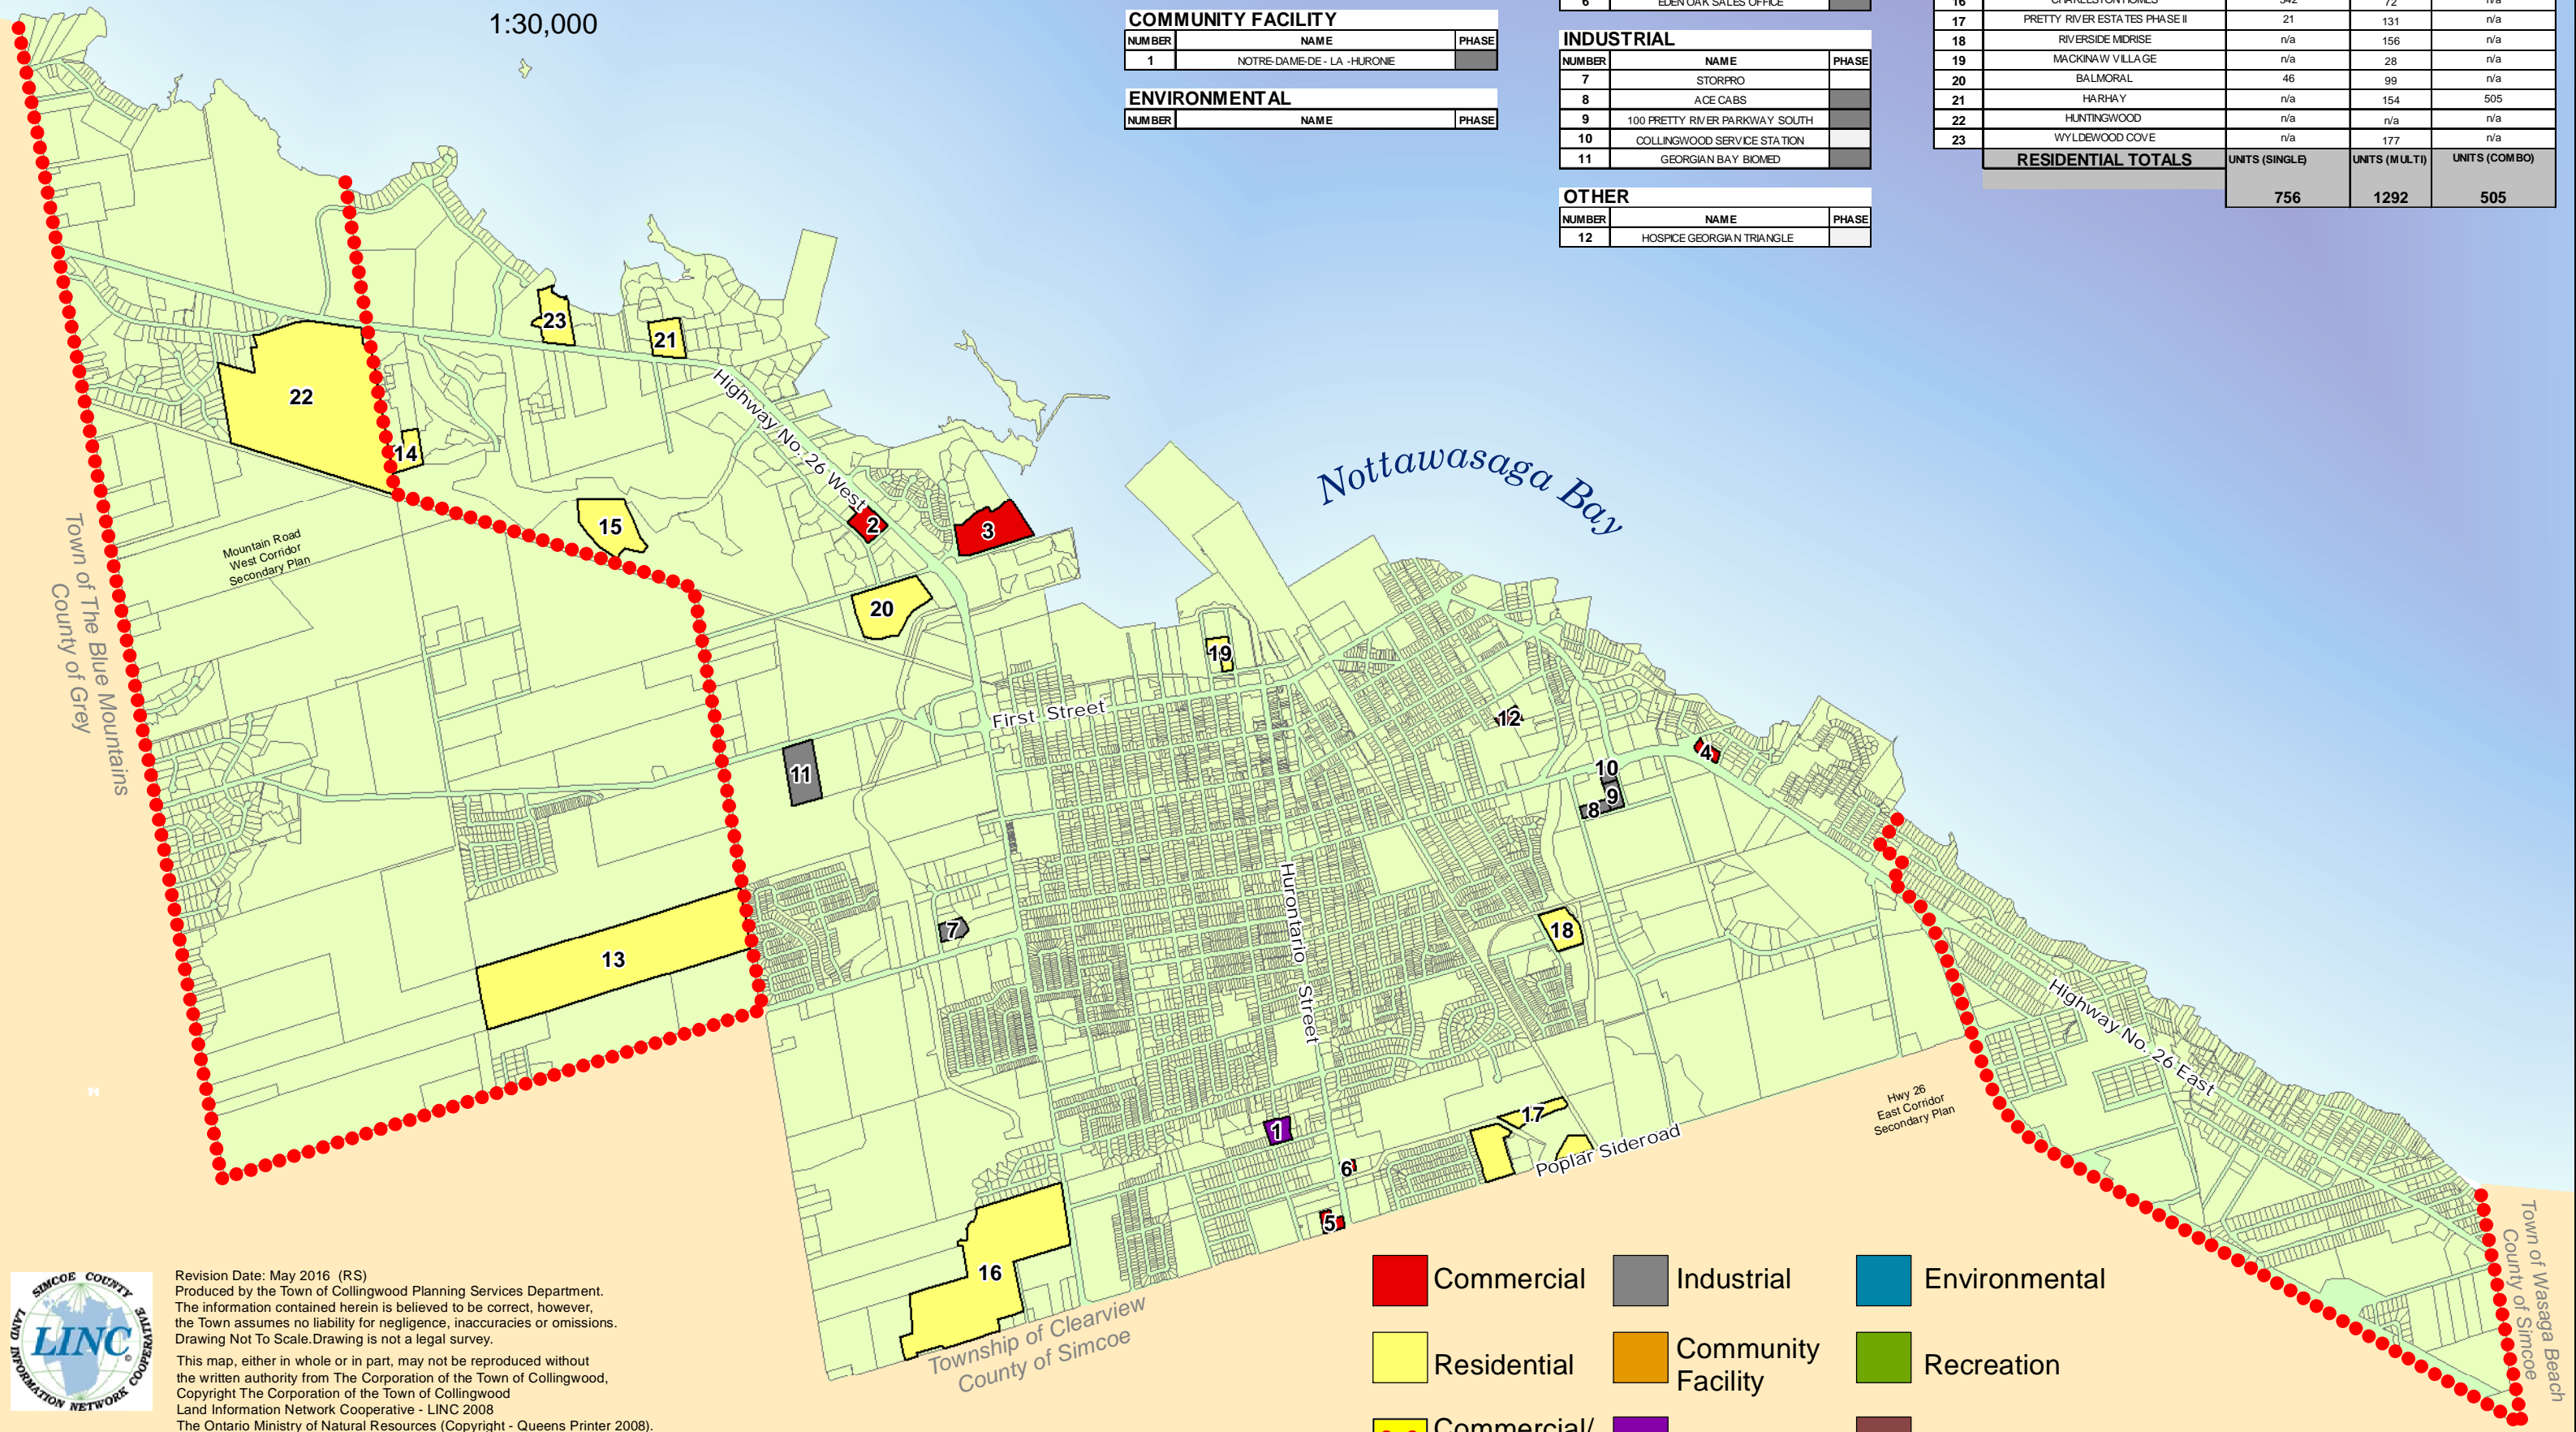 1:30,000
COMMUNITY FACILITY
NUMBER NAME PHASE
1 NOTRE-DAME-DE - LA -HURONIE
ENVIRONMENTAL
NUMBER NAME PHASE
6 EDEN OAK SALES OFFICE
INDUSTRIAL
NUMBER NAME PHASE
7 STORPRO
8 ACE CABS
9 100 PRETTY RIVER PARKWAY SOUTH
10 COLLINGWOOD SERVICE STATION
11 GEORGIAN BAY BIOMED
OTHER
NUMBER NAME PHASE
12 HOSPICE GEORGIAN TRIANGLE
16 CHARLESTON HOMES 342 72 n/a
17 PRETTY RIVER ESTATES PHASE II 21 131 n/a
18 RIVERSIDE MIDRISE n/a 156 n/a
19 MACKINAW VILLAGE n/a 28 n/a
20 BALMORAL 46 99 n/a
21 HARHAY n/a 154 505
22 HUNTINGWOOD n/a n/a n/a
23 WYLDEWOOD COVE n/a 177 n/a
RESIDENTIAL TOTALS UNITS (SINGLE) UNITS (MULTI) UNITS (COMBO)
756 1292 505
23
21
22
14
15
Highway No. 26 West
2
3
20
Nottawasaga Bay
Mountain Road
West Corridor
Secondary Plan
Town of The Blue Mountains
County of Grey
19
First Street
12
4
11
10
9
8
7
13
18
Hurontario Street
Highway No. 26 East
Hwy 26
East Corridor
Secondary Plan
17
1
6
Poplar Sideroad
5
16
Township of Clearview
County of Simcoe
Town of Wasaga Beach
County of Simcoe
SIMCOE COUNTY
LAND INFORMATION NETWORK COOPERATIVE
LINC
©
Revision Date: May 2016 (RS)
Produced by the Town of Collingwood Planning Services Department.
The information contained herein is believed to be correct, however,
the Town assumes no liability for negligence, inaccuracies or omissions.
Drawing Not To Scale.Drawing is not a legal survey.
This map, either in whole or in part, may not be reproduced without
the written authority from The Corporation of the Town of Collingwood,
Copyright The Corporation of the Town of Collingwood
Land Information Network Cooperative - LINC 2008
The Ontario Ministry of Natural Resources (Copyright - Queens Printer 2008).
Commercial
Industrial
Environmental
Residential
Community
Facility
Recreation
Commercial/